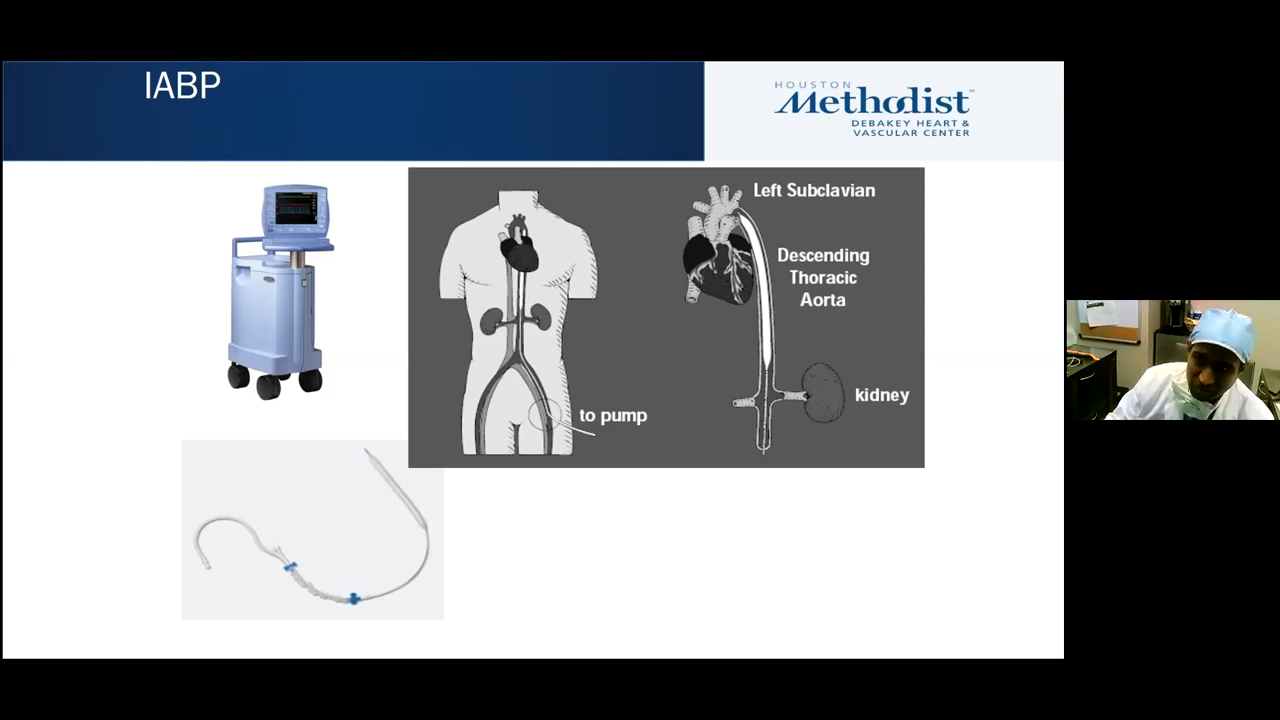 IABP
HOUSTON
Methodist
DEBAKEY HEART &
VASCULAR CENTER
Left Subclavian
Descending
Thoracic
Aorta
kidney
to pump